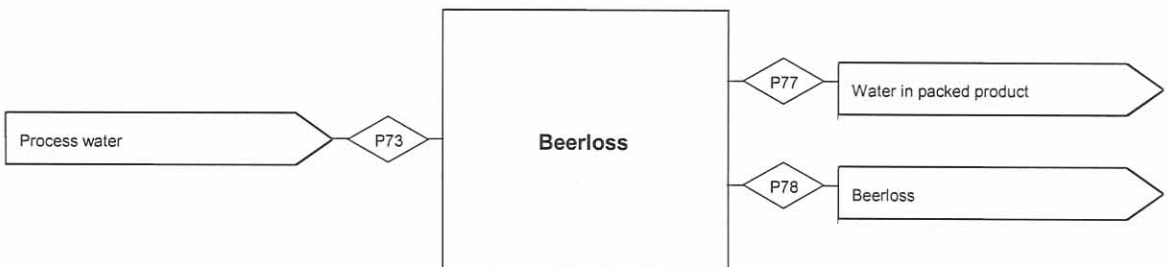 P77
Water in packed product
Process water
P73
Beerloss
P78
Beerloss